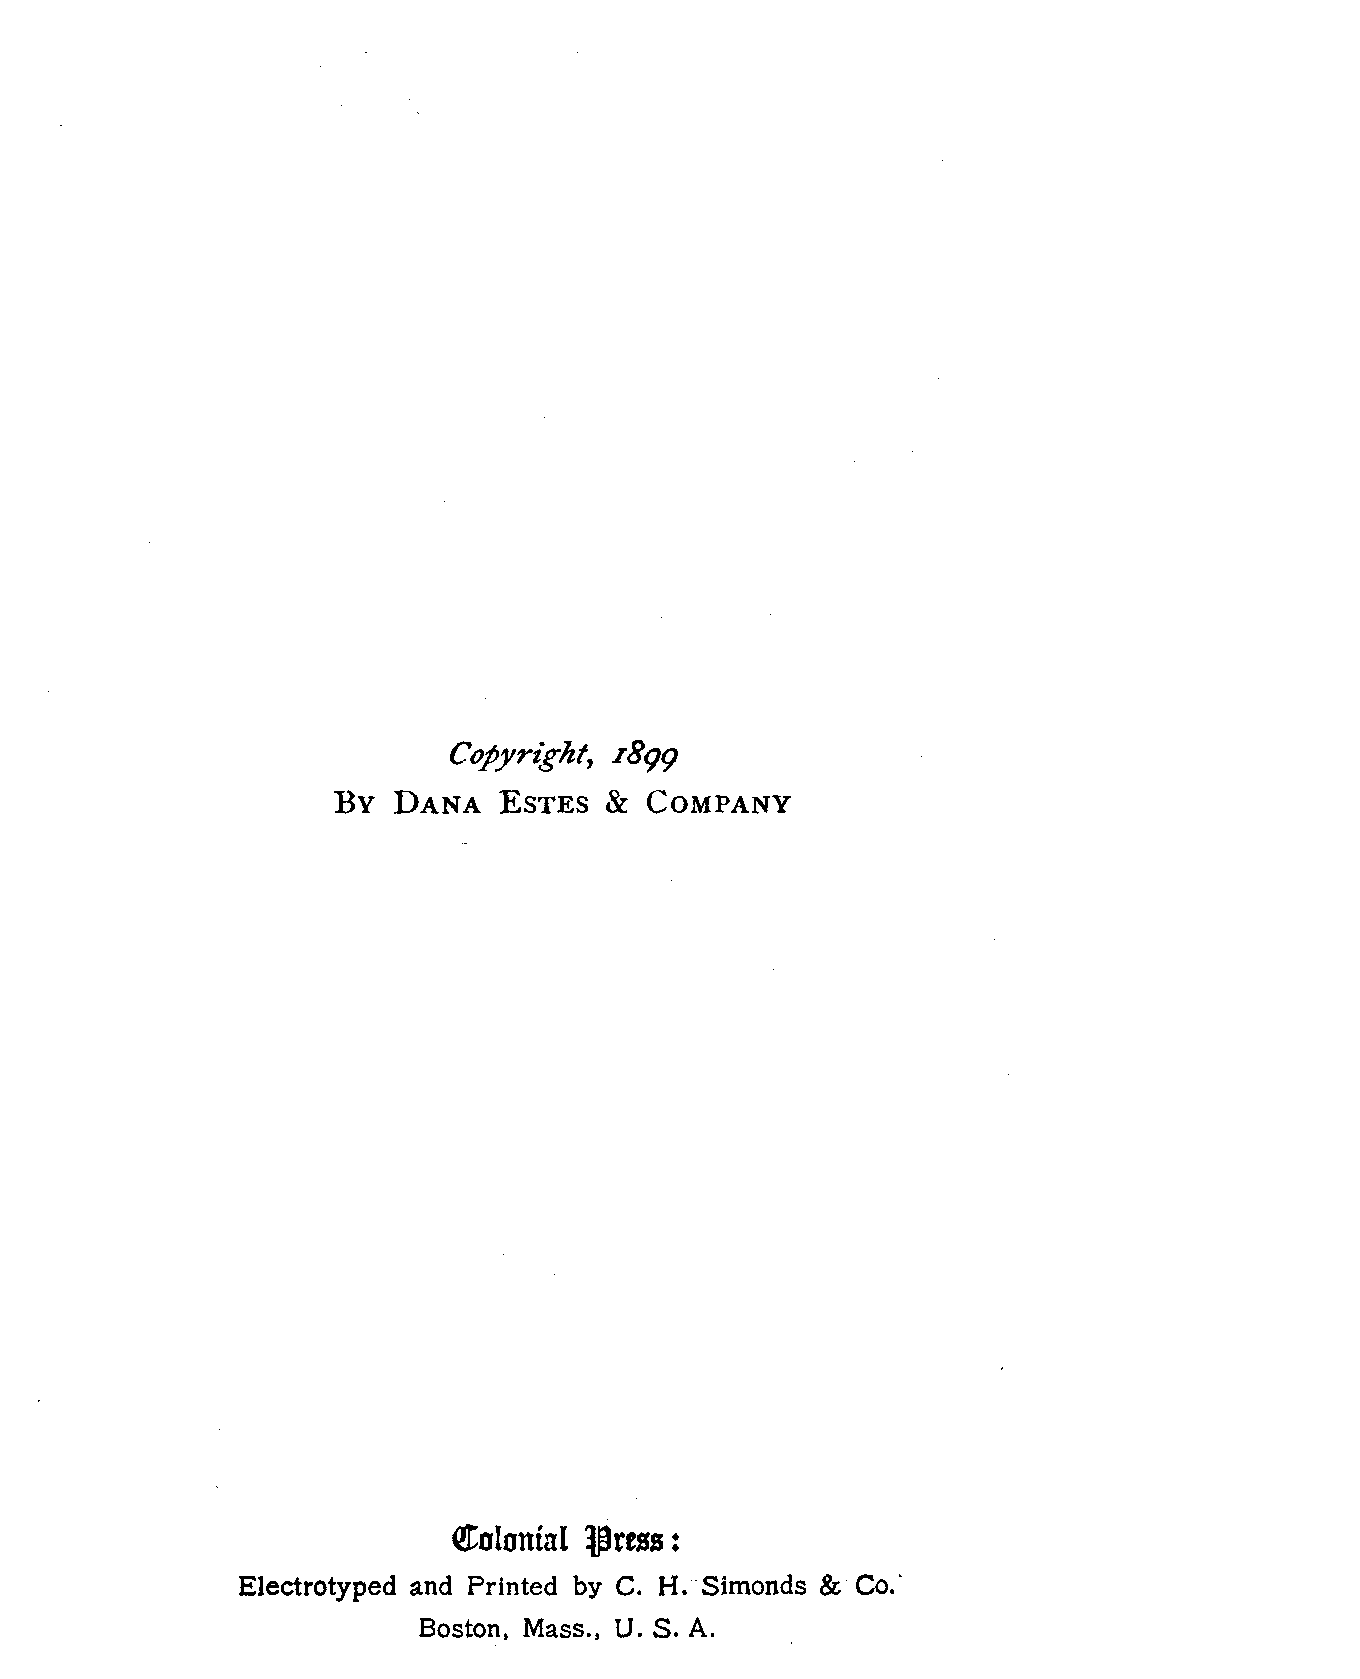 Copyright, 1899
BY DANA ESTES & COMPANY
Colonial Press:
Electrotyped and Printed by C. H. Simonds & Co.
Boston, Mass., U. S. A.